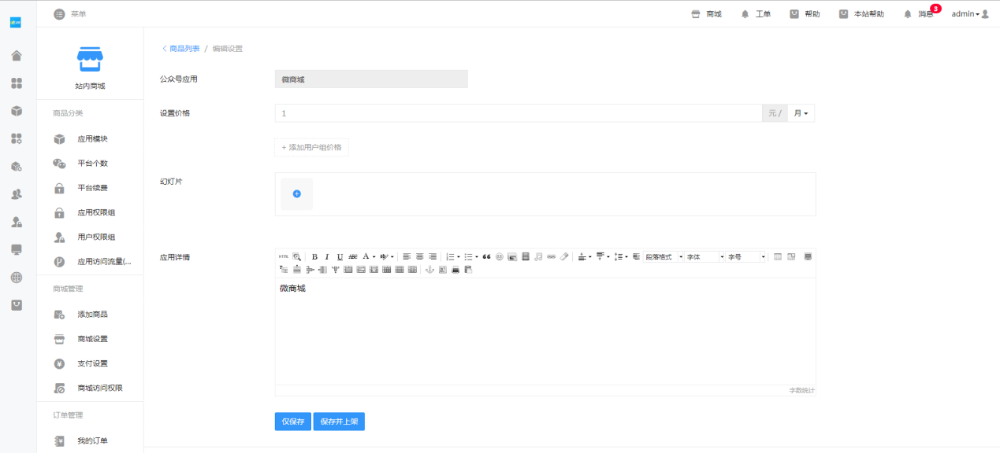 菜单
商城
工单
帮助
本站帮助
消息
3
admin
站内商城
商品分类
应用模块
平台个数
平台续费
应用权限组
用户权限组
应用访问流量(...
商城管理
添加商品
商城设置
支付设置
商城访问权限
订单管理
我的订单
商品列表 / 编辑设置
公众号应用
微商城
设置价格
1
元 /
月
+ 添加用户组价格
幻灯片
应用详情
HTML
B I U ABC A ab
段落格式
字体
字号
微商城
字数统计
仅保存
保存并上架